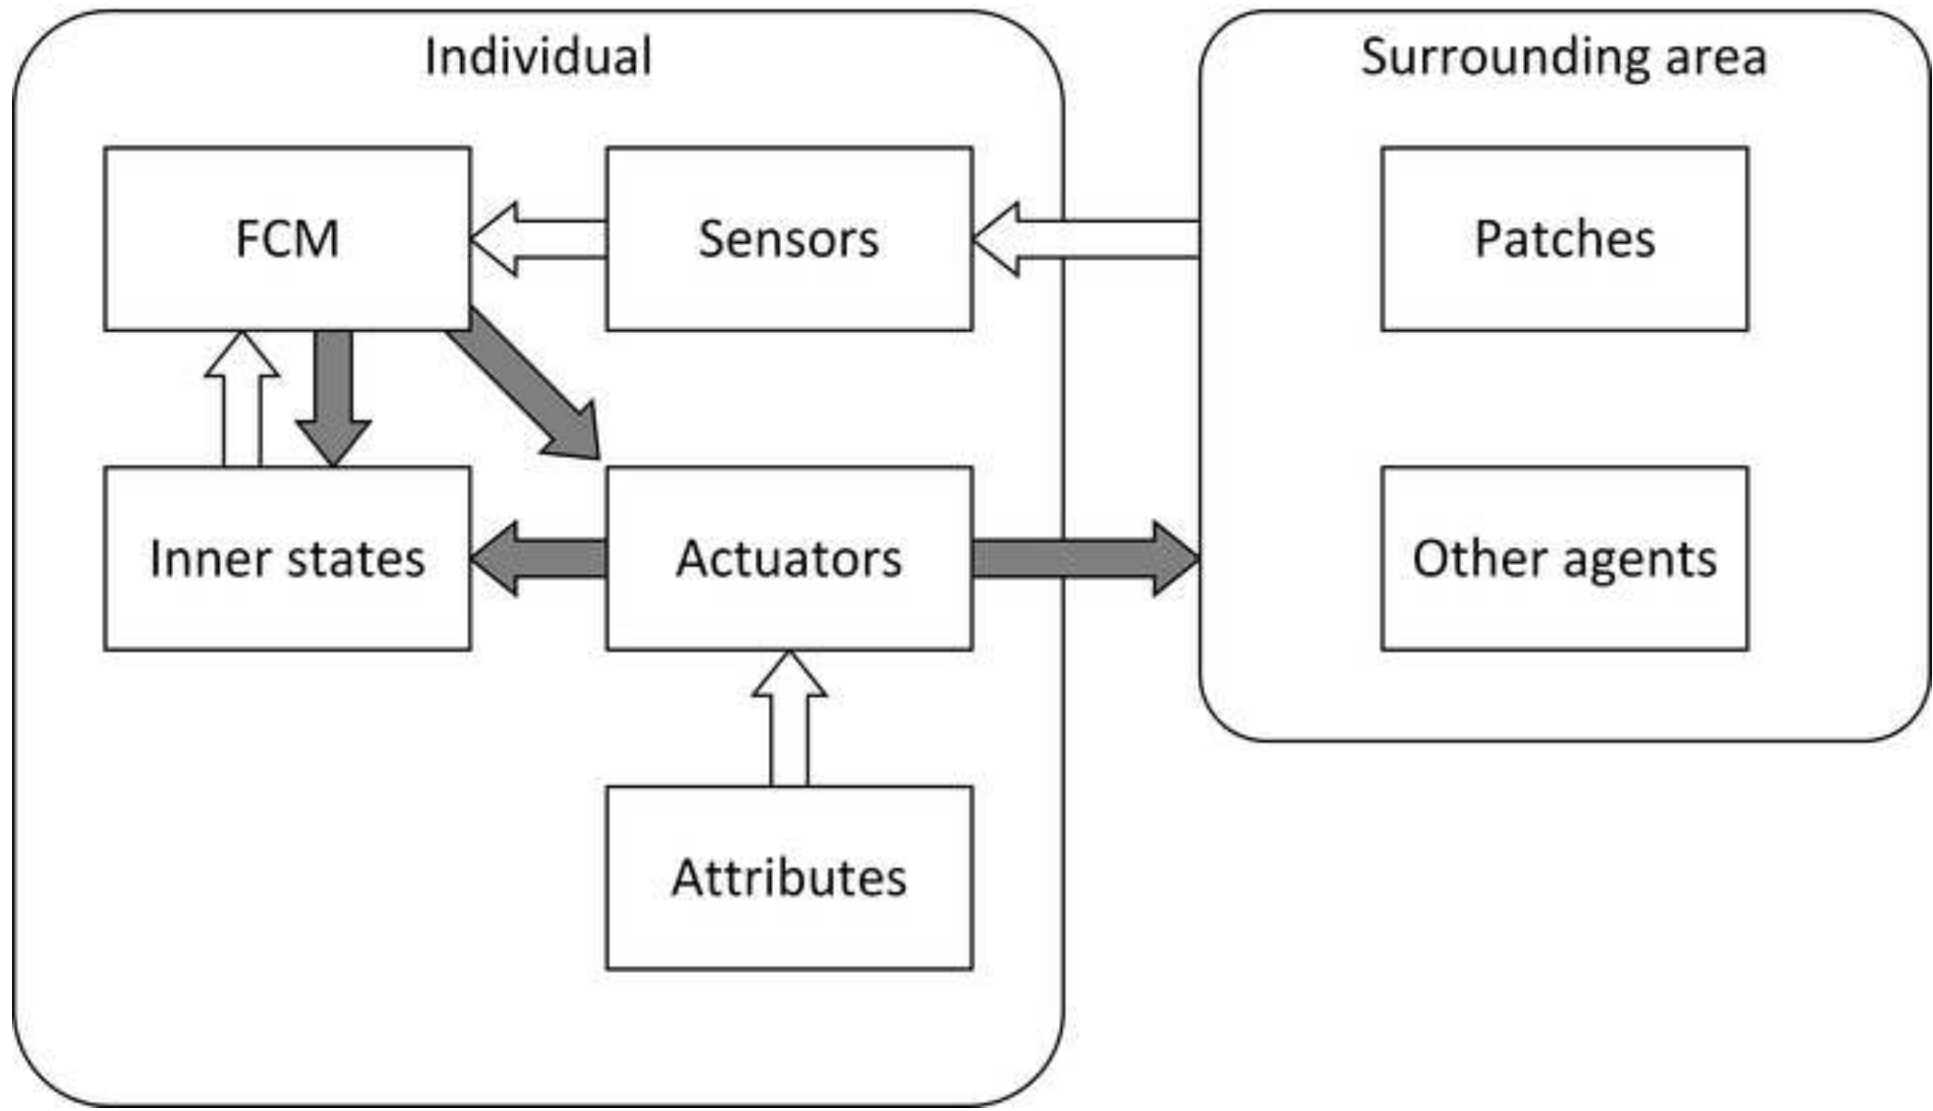 Individual
Surrounding area
FCM
Sensors
Patches
Inner states
Actuators
Other agents
Attributes